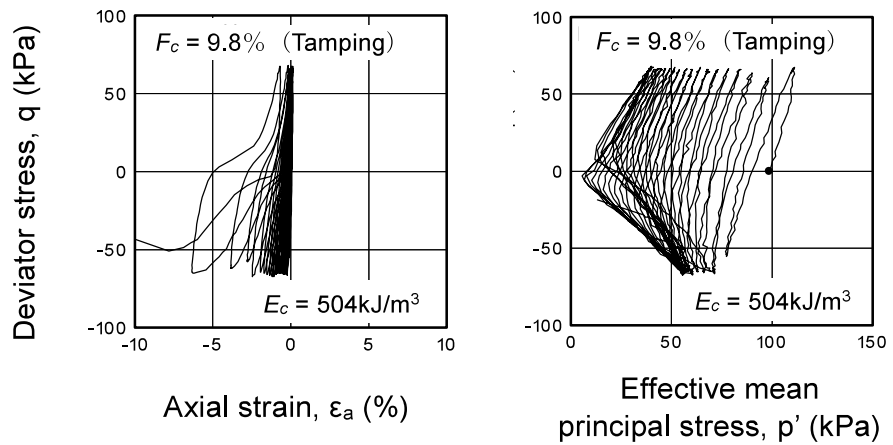 Deviator stress, q (kPa)
100
50
0
-50
-100
-10
-5
0
5
10
Fc = 9.8% (Tamping)
Ec = 504kJ/m³
Axial strain, εa (%)
100
50
0
-50
-100
0
50
100
150
Fc = 9.8% (Tamping)
Ec = 504kJ/m³
Effective mean
principal stress, p' (kPa)